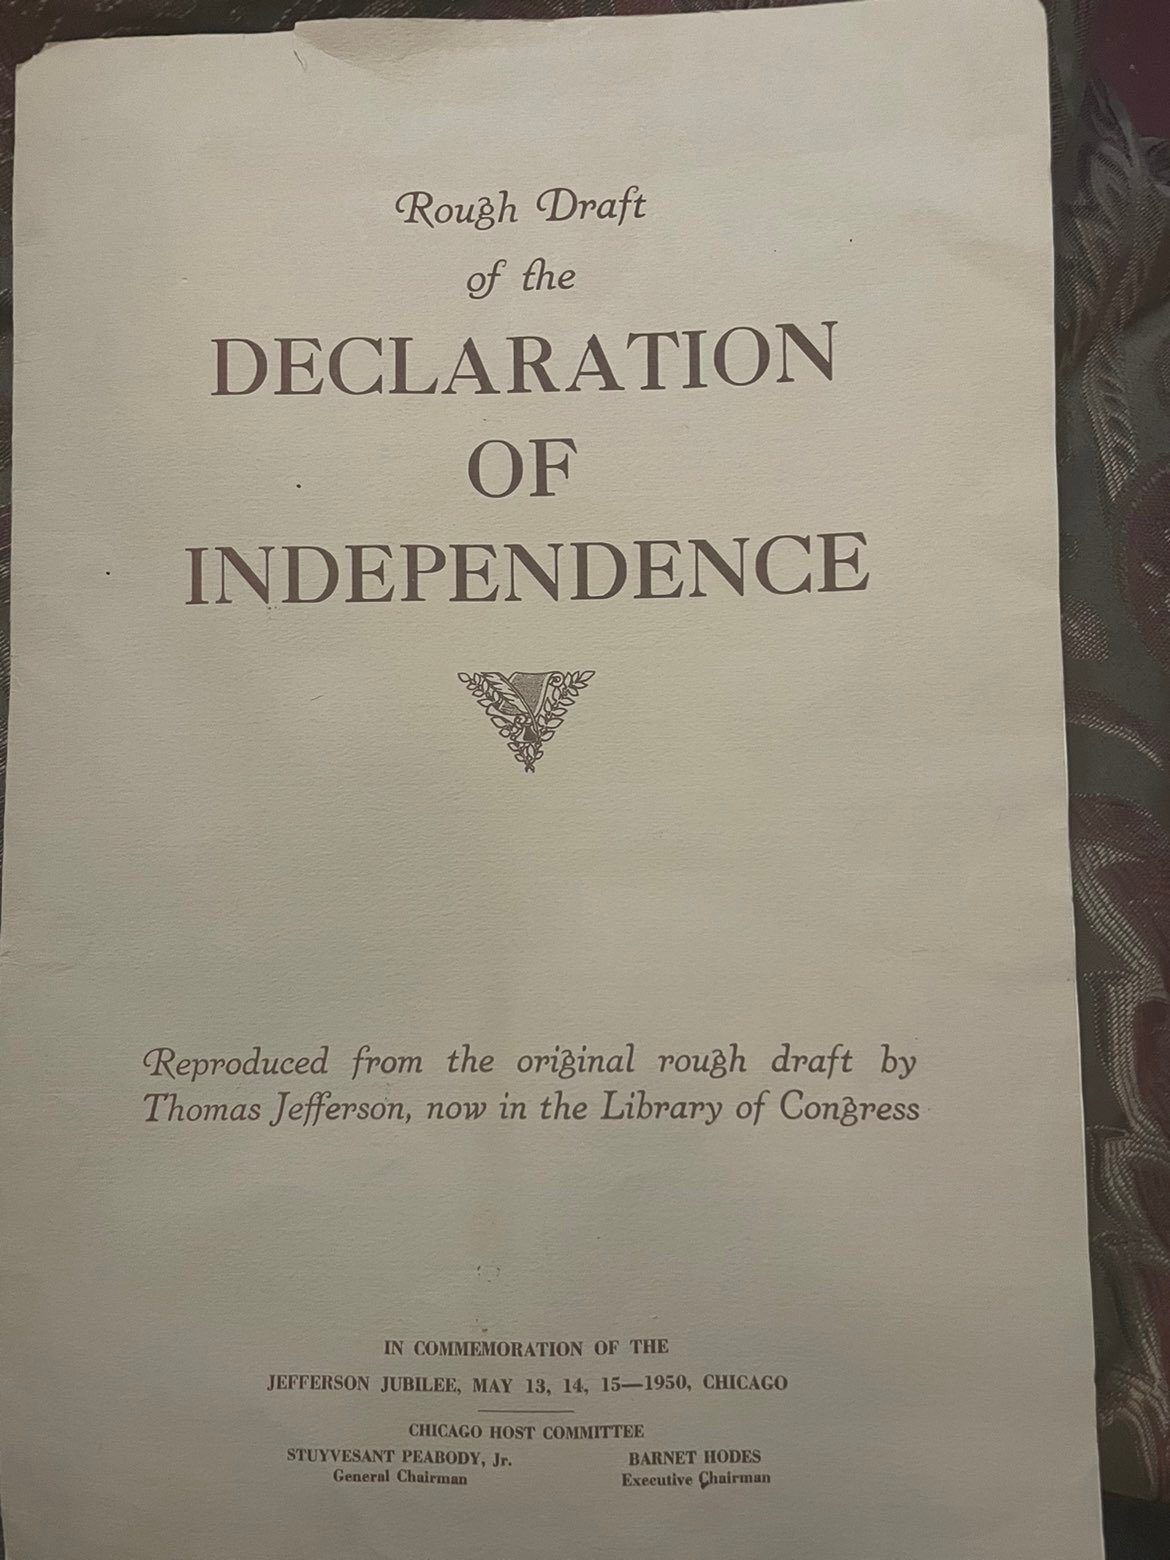 Rough Draft
of the
DECLARATION
OF
INDEPENDENCE
Reproduced from the original rough draft by
Thomas Jefferson, now in the Library of Congress
IN COMMEMORATION OF THE
JEFFERSON JUBILEE, MAY 13, 14, 15—1950, CHICAGO
CHICAGO HOST COMMITTEE
STUYVESANT PEABODY, Jr. BARNET HODES
General Chairman Executive Chairman